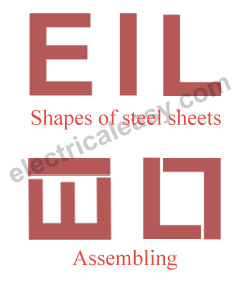 E I L
Shapes of steel sheets
electricaleasy.com
Assembling